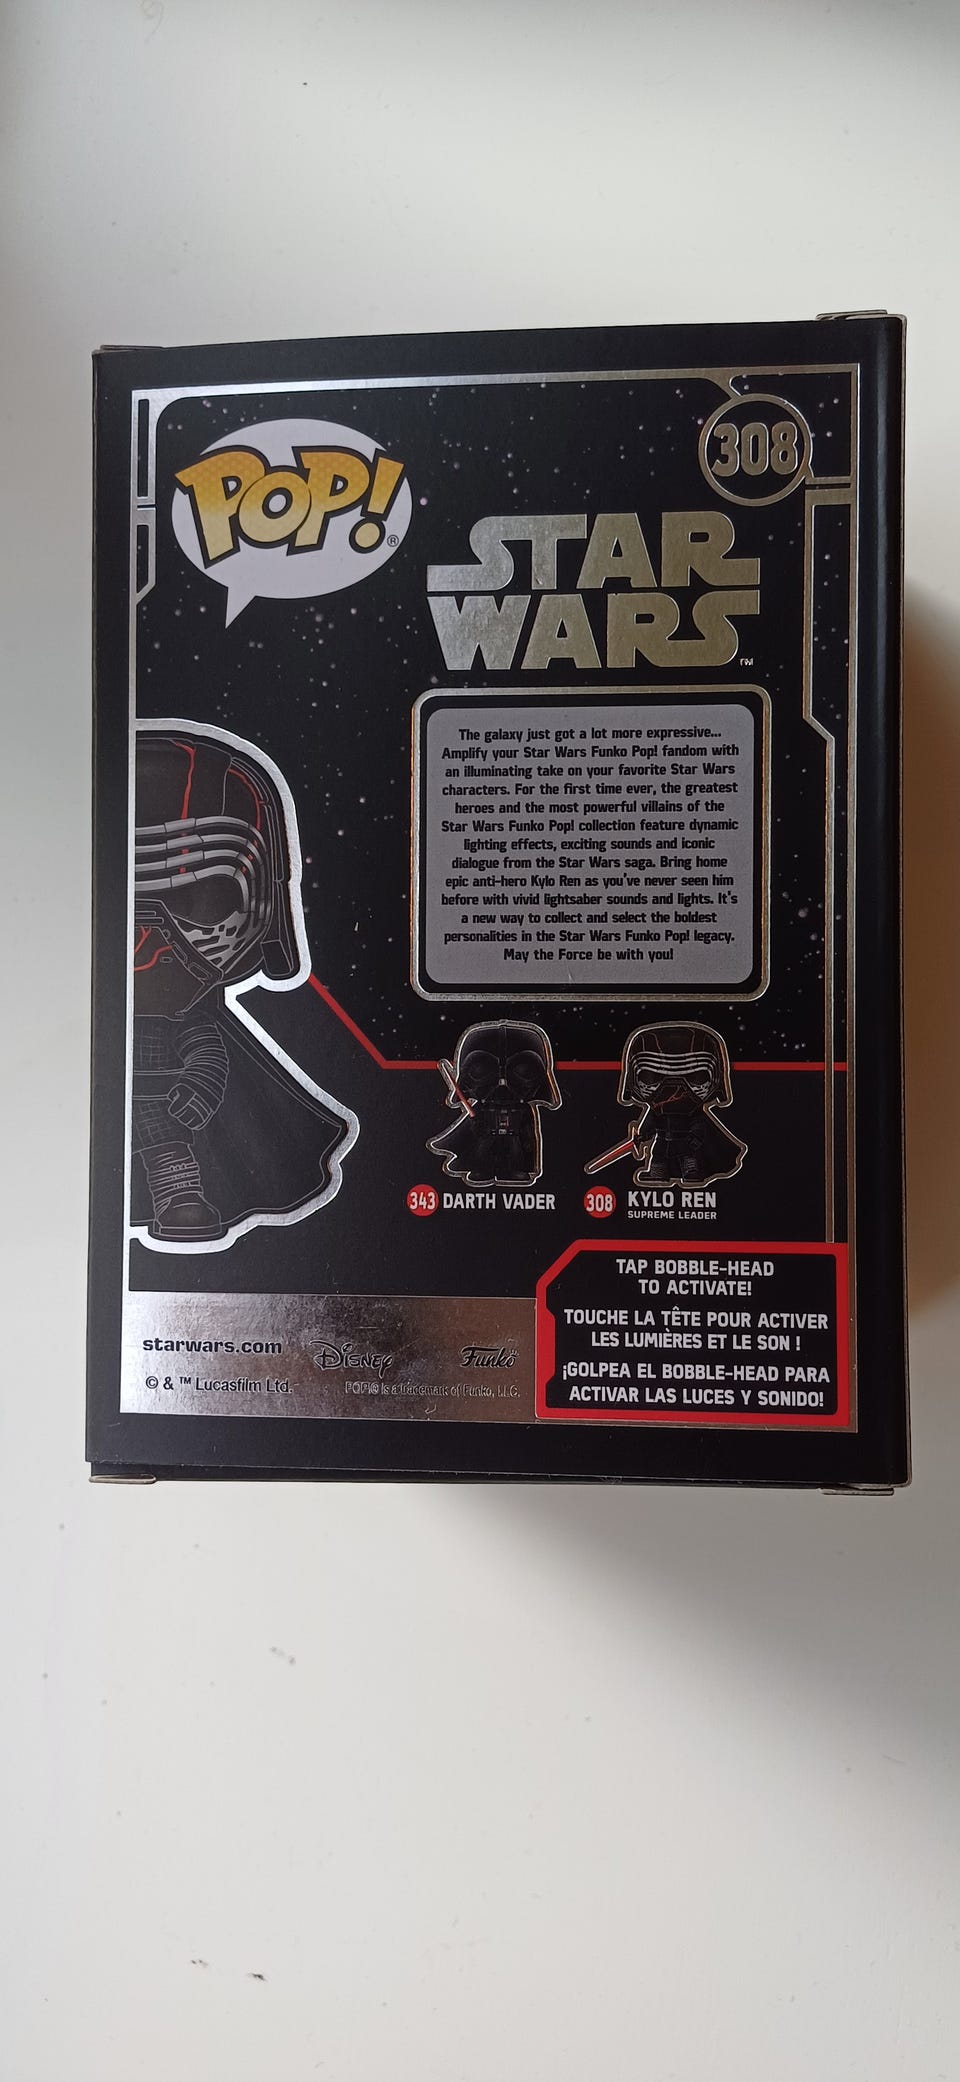 POP!®
308
STAR
WARS™
The galaxy just got a lot more expressive...
Amplify your Star Wars Funko Pop! fandom with
an illuminating take on your favorite Star Wars
characters. For the first time ever, the greatest
heroes and the most powerful villains of the
Star Wars Funko Pop! collection feature dynamic
lighting effects, exciting sounds and iconic
dialogue from the Star Wars saga. Bring home
epic anti-hero Kylo Ren as you've never seen him
before with vivid lightsaber sounds and lights. It's
a new way to collect and select the boldest
personalities in the Star Wars Funko Pop! legacy.
May the Force be with you!
343 DARTH VADER
308 KYLO REN
SUPREME LEADER
TAP BOBBLE-HEAD
TO ACTIVATE!
TOUCHE LA TÊTE POUR ACTIVER
LES LUMIÈRES ET LE SON !
¡GOLPEA EL BOBBLE-HEAD PARA
ACTIVAR LAS LUCES Y SONIDO!
starwars.com
Disney
Funko
© & ™ Lucasfilm Ltd.
POP!® is a trademark of Funko, LLC.